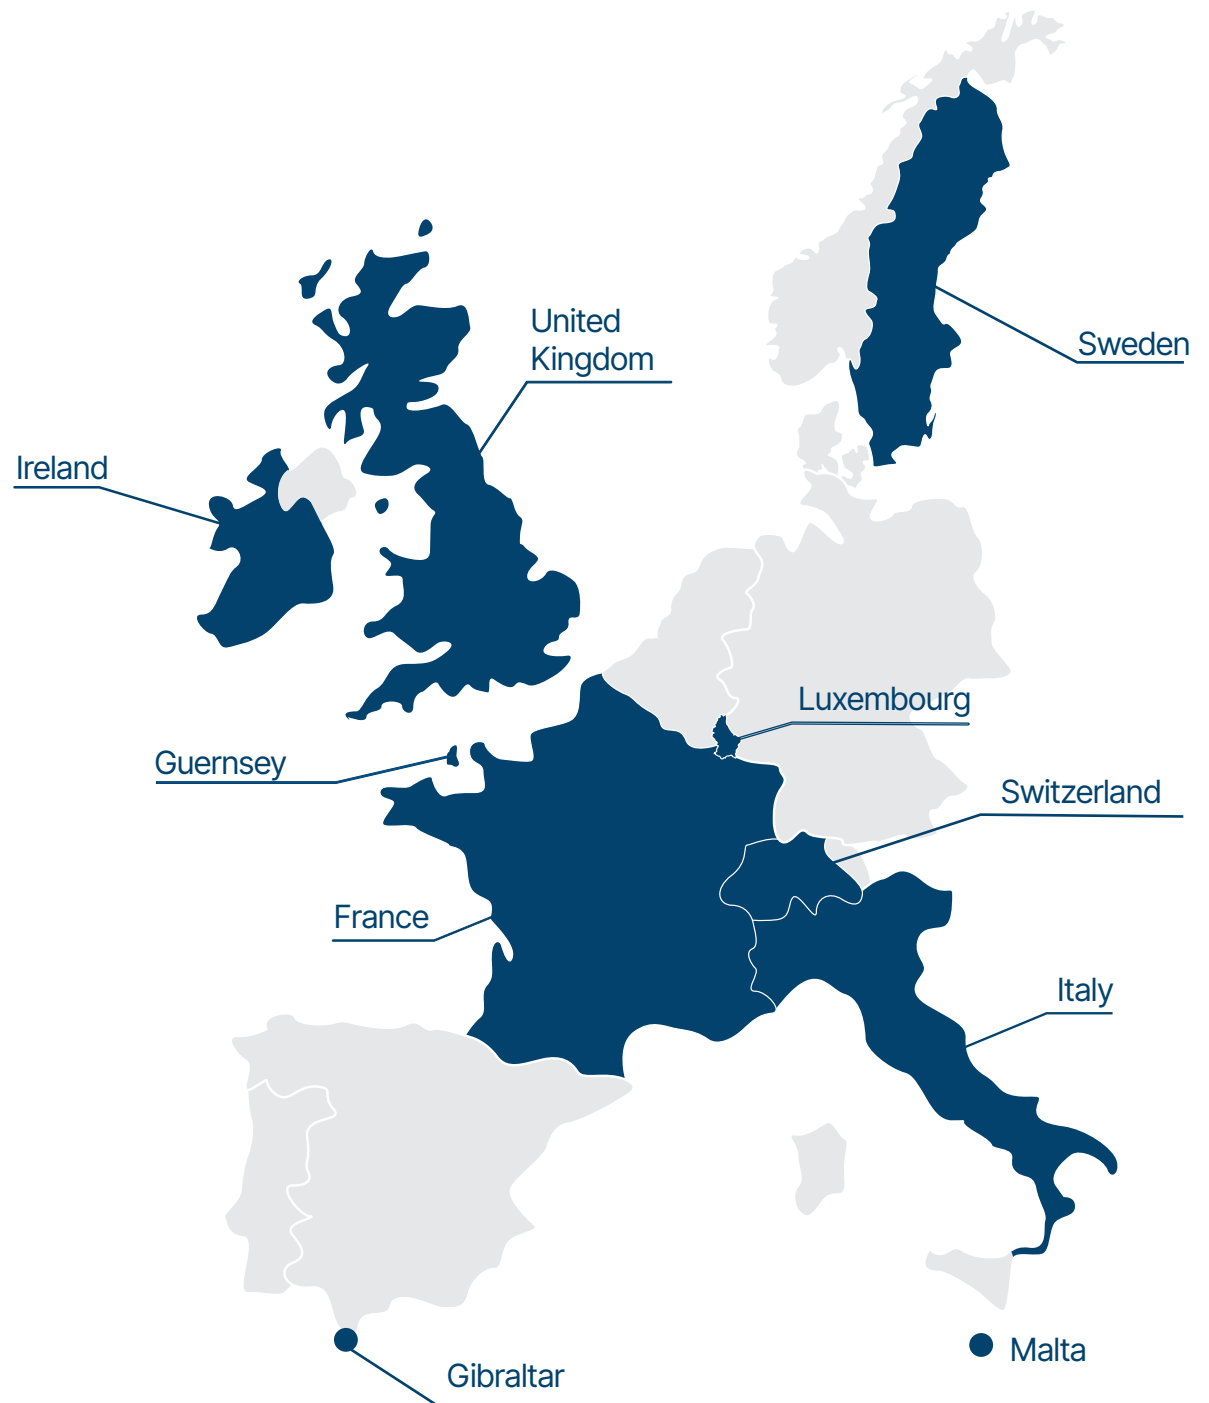 United
Kingdom
Sweden
Ireland
Luxembourg
Guernsey
Switzerland
France
Italy
Malta
Gibraltar